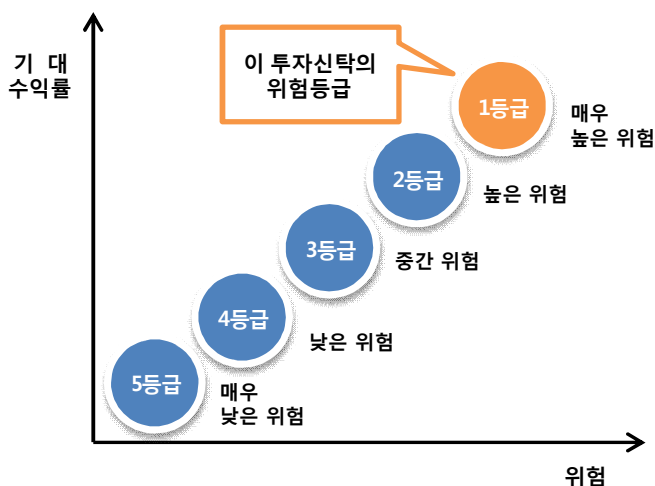 기 대
수익률
이 투자신탁의
위험등급
1등급
매우
높은 위험
2등급
높은 위험
3등급
중간 위험
4등급
낮은 위험
5등급
매우
낮은 위험
위험